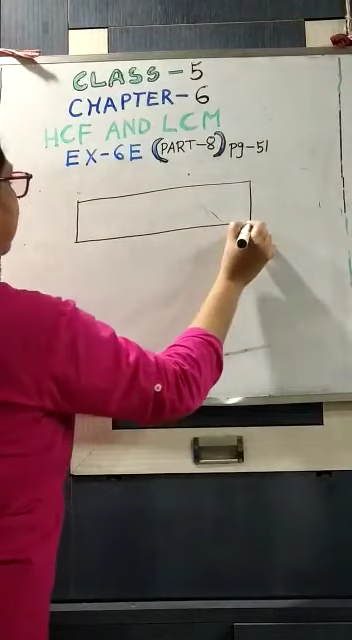 CLASS - 5
CHAPTER - 6
HCF AND LCM
EX-6E (PART-8) Pg-51